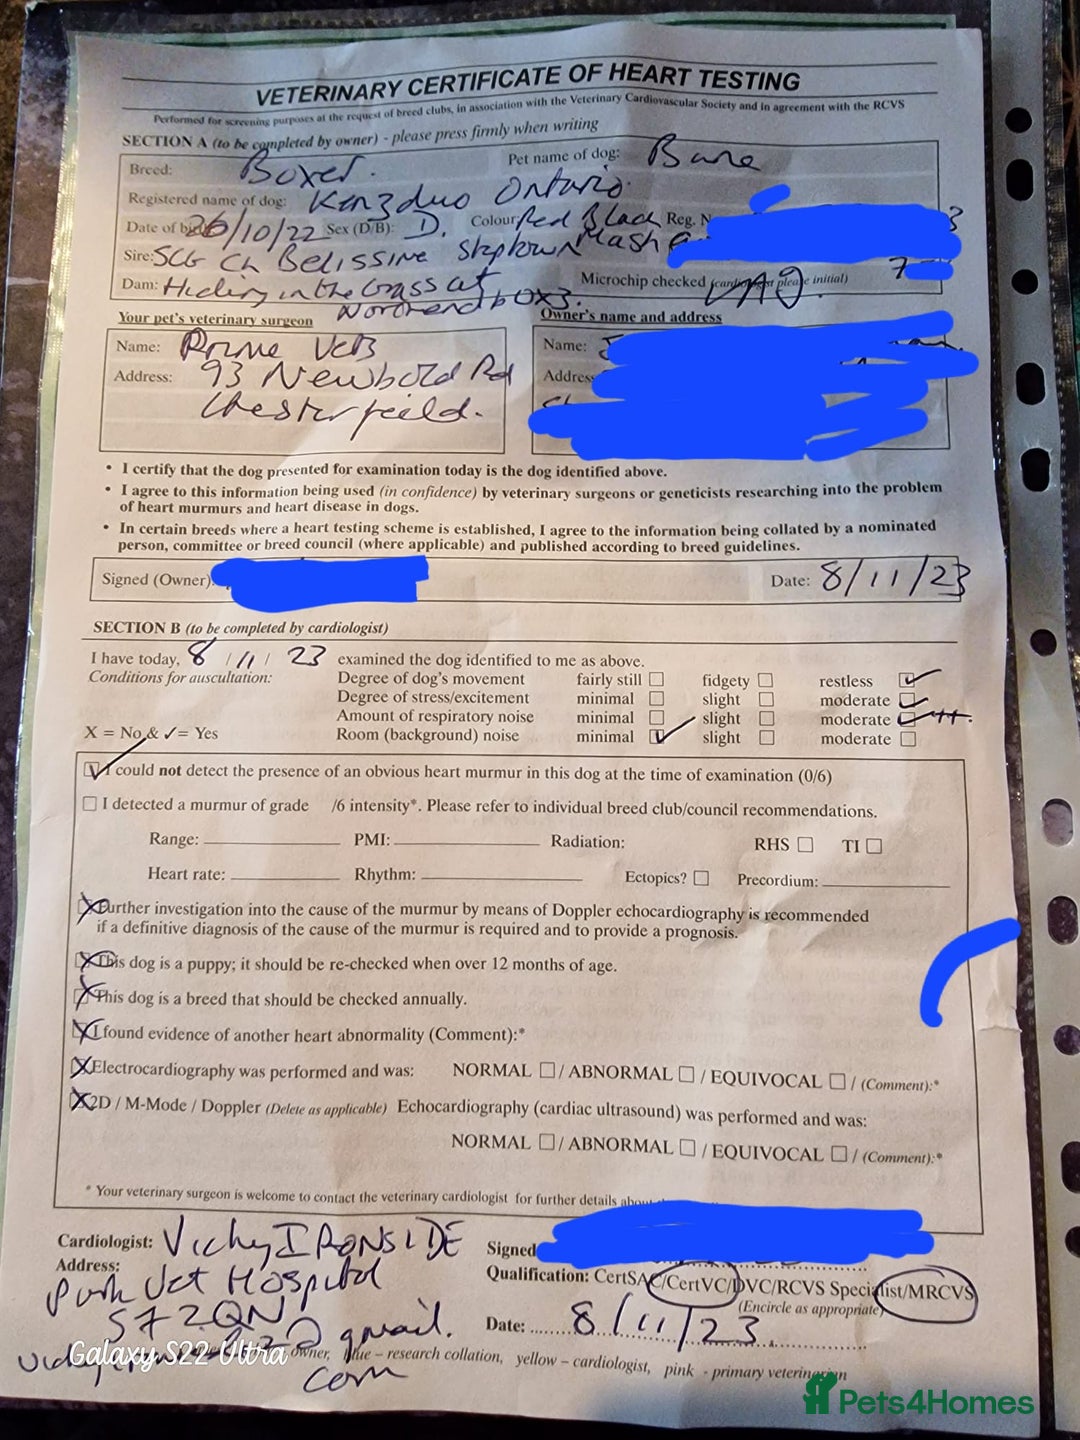 VETERINARY CERTIFICATE OF HEART TESTING
Performed for screening purposes at the request of breed clubs, in association with the Veterinary Cardiovascular Society and in agreement with the RCVS
SECTION A (to be completed by owner) - please press firmly when writing
Breed: Boxer. Pet name of dog:
Registered name of dog: Ontario
Date of birth 26/10/22 Sex (D/B): D. Colour Red Black Mask Reg. N
Sire: Ch Belissine
Dam: Hiding in the Grass at
Microchip checked (cardiologist please initial)
Your pet's veterinary surgeon
Owner's name and address
Name: Prime Vets
Address: 93 Newbold Rd
Chesterfield.
Name:
Address
• I certify that the dog presented for examination today is the dog identified above.
• I agree to this information being used (in confidence) by veterinary surgeons or geneticists researching into the problem
of heart murmurs and heart disease in dogs.
• In certain breeds where a heart testing scheme is established, I agree to the information being collated by a nominated
person, committee or breed council (where applicable) and published according to breed guidelines.
Signed (Owner): Date: 8/11/23
SECTION B (to be completed by cardiologist)
I have today, 8/11/23 examined the dog identified to me as above.
Conditions for auscultation: Degree of dog's movement fairly still ☐ fidgety ☐ restless ✓
Degree of stress/excitement minimal ☐ slight ☐ moderate ✓
Amount of respiratory noise minimal ☐ slight ☐ moderate ✓ ++.
X = No & ✓= Yes Room (background) noise minimal ✓ slight ☐ moderate ☐
✓ I could not detect the presence of an obvious heart murmur in this dog at the time of examination (0/6)
☐ I detected a murmur of grade /6 intensity*. Please refer to individual breed club/council recommendations.
Range: PMI: Radiation: RHS ☐ TI ☐
Heart rate: Rhythm: Ectopics? ☐ Precordium:
X Further investigation into the cause of the murmur by means of Doppler echocardiography is recommended
if a definitive diagnosis of the cause of the murmur is required and to provide a prognosis.
X This dog is a puppy; it should be re-checked when over 12 months of age.
X This dog is a breed that should be checked annually.
X I found evidence of another heart abnormality (Comment):*
X Electrocardiography was performed and was: NORMAL ☐ / ABNORMAL ☐ / EQUIVOCAL ☐ / (Comment):*
X 2D / M-Mode / Doppler (Delete as applicable) Echocardiography (cardiac ultrasound) was performed and was:
NORMAL ☐ / ABNORMAL ☐ / EQUIVOCAL ☐ / (Comment):*
* Your veterinary surgeon is welcome to contact the veterinary cardiologist for further details about
Cardiologist: Vicky IRONSIDE
Signed
Address: Park Vet Hospital
Qualification: CertSAC/CertVC/DVC/RCVS Specialist/MRCVS
(Encircle as appropriate)
S7 2QN
Date: 8/11/23
gmail.
com
Galaxy S22 Ultra
owner, blue – research collation, yellow – cardiologist, pink - primary veterinarian
Pets4Homes